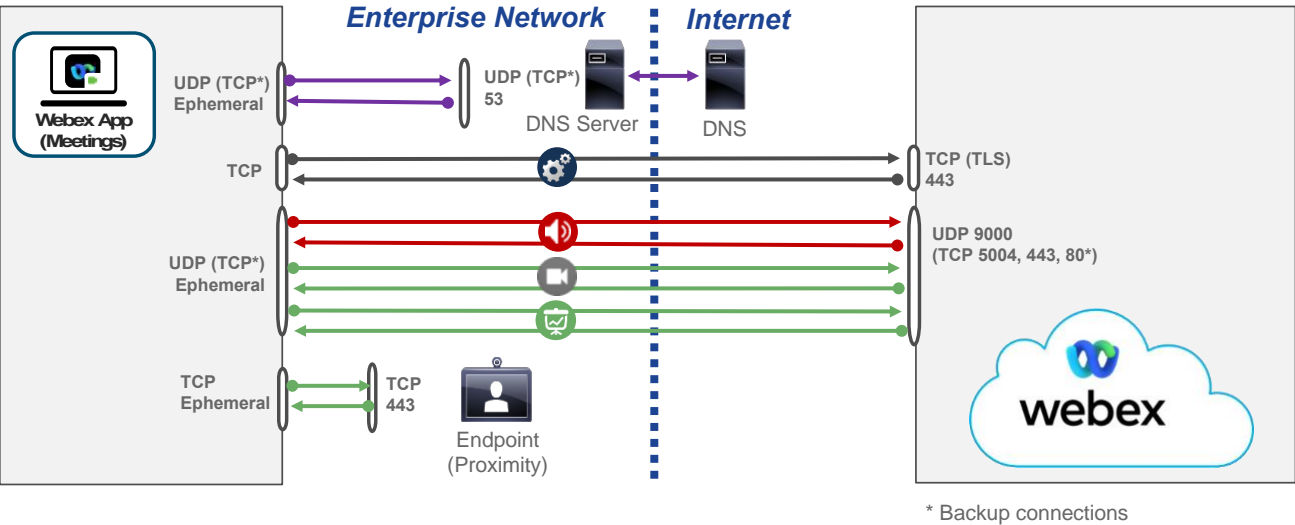 Enterprise Network
Internet
Webex App
(Meetings)
UDP (TCP*)
Ephemeral
UDP (TCP*)
53
DNS Server
DNS
TCP
TCP (TLS)
443
UDP (TCP*)
Ephemeral
UDP 9000
(TCP 5004, 443, 80*)
TCP
Ephemeral
TCP
443
Endpoint
(Proximity)
webex
* Backup connections